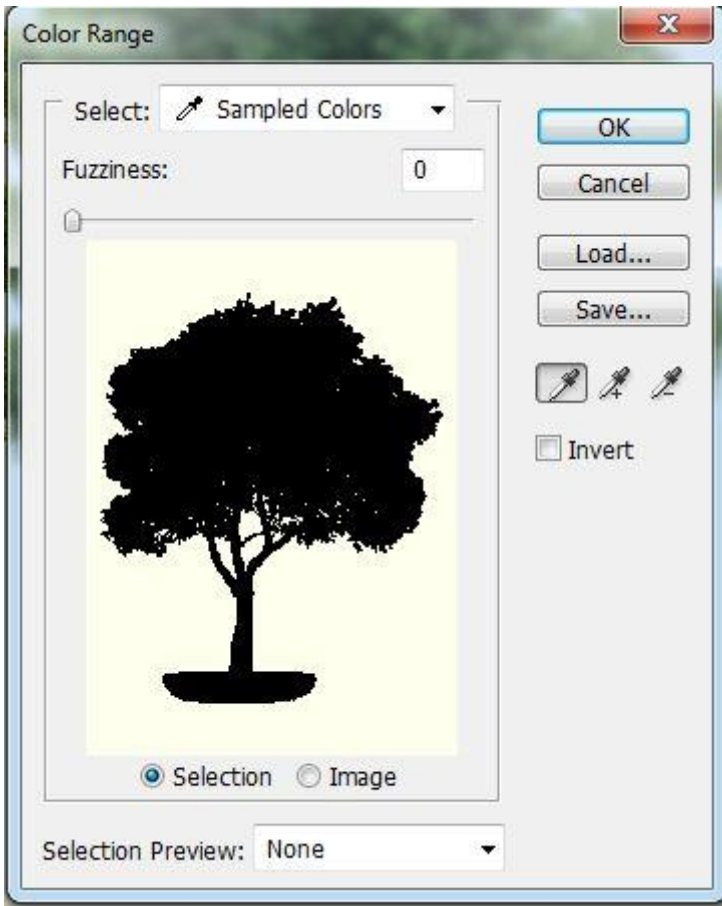 Color Range
Select: Sampled Colors
Fuzziness: 0
OK
Cancel
Load...
Save...
Invert
Selection Image
Selection Preview: None